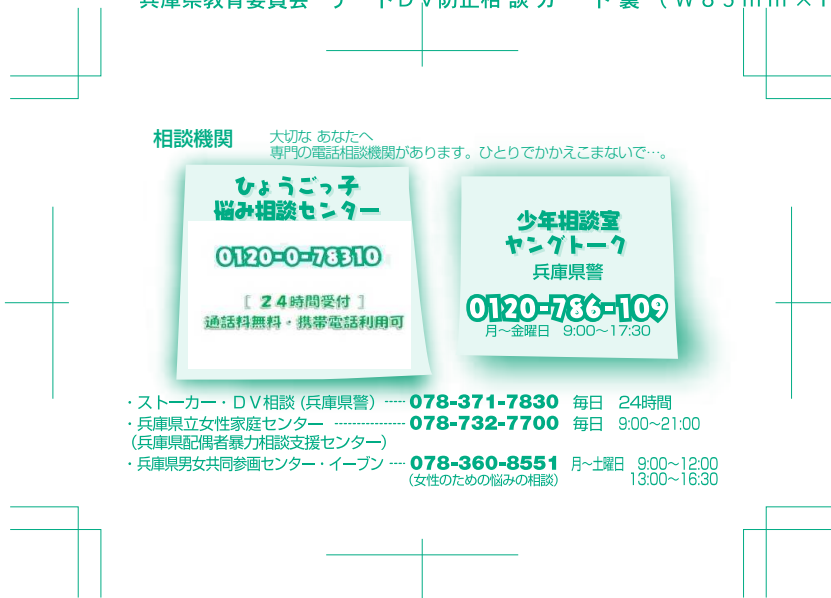 兵庫県教育委員会 デートDV防止相談カード裏（W85mm×
相談機関
大切な あなたへ
専門の電話相談機関があります。ひとりでかかえこまないで…。
ひょうごっ子
悩み相談センター
0120-0-78310
［ 24時間受付 ］
通話料無料・携帯電話利用可
少年相談室
ヤングトーク
兵庫県警
0120-786-109
月～金曜日 9:00～17:30
・ストーカー・DV相談 (兵庫県警) ----- 078-371-7830 毎日 24時間
・兵庫県立女性家庭センター ---------------- 078-732-7700 毎日 9:00～21:00
（兵庫県配偶者暴力相談支援センター）
・兵庫県男女共同参画センター・イーブン ---- 078-360-8551 月～土曜日 9:00～12:00
（女性のための悩みの相談） 13:00～16:30